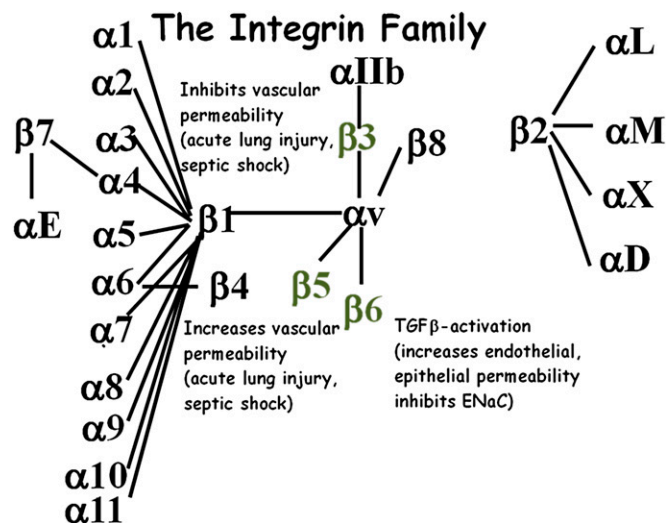 The Integrin Family
α1
α2
α3
α4
α5
α6
α7
α8
α9
α10
α11
β7
αE
β1
β4
Inhibits vascular
permeability
(acute lung injury,
septic shock)
αIIb
β3
β8
αv
β5
β6
Increases vascular
permeability
(acute lung injury,
septic shock)
TGFβ-activation
(increases endothelial,
epithelial permeability
inhibits ENaC)
β2
αL
αM
αX
αD